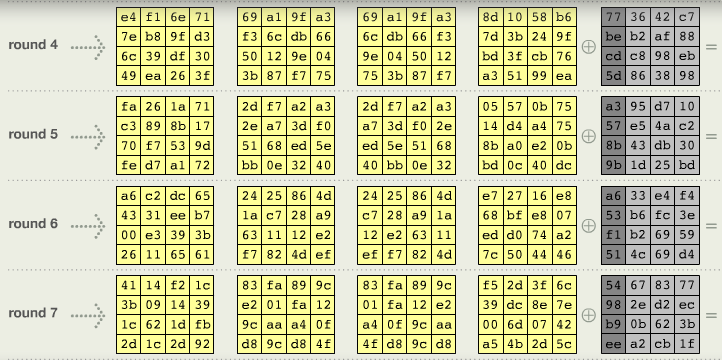 e4 f1 6e 71 69 a1 9f a3 69 a1 9f a3 8d 10 58 b6 77 36 42 c7
round 4 7e b8 9f d3 f3 6c db 66 6c db 66 f3 7d 3b 24 9f ⊕ be b2 af 88 =
6c 39 df 30 50 12 9e 04 9e 04 50 12 bd 3f cb 76 cd c8 98 eb
49 ea 26 3f 3b 87 f7 75 75 3b 87 f7 a3 51 99 ea 5d 86 38 98
fa 26 1a 71 2d f7 a2 a3 2d f7 a2 a3 05 57 0b 75 a3 95 d7 10
round 5 c3 89 8b 17 2e a7 3d f0 a7 3d f0 2e 14 d4 a4 75 ⊕ 57 e5 4a c2 =
70 f7 53 9d 51 68 ed 5e ed 5e 51 68 8b a0 e2 0b 8b 43 db 30
fe d7 a1 72 bb 0e 32 40 40 bb 0e 32 bd 0c 40 dc 9b 1d 25 bd
a6 c2 dc 65 24 25 86 4d 24 25 86 4d e7 27 16 e8 a6 33 e4 f4
round 6 43 31 ee b7 1a c7 28 a9 c7 28 a9 1a 68 bf e8 07 ⊕ 53 b6 fc 3e =
00 e3 39 3b 63 11 12 e2 12 e2 63 11 ed d0 74 a2 f1 b2 69 59
26 11 65 61 f7 82 4d ef ef f7 82 4d 7c 50 44 46 51 4c 69 d4
41 14 f2 1c 83 fa 89 9c 83 fa 89 9c f5 2d 3f 6c 54 67 83 77
round 7 3b 09 14 39 e2 01 fa 12 01 fa 12 e2 39 dc 8e 7e ⊕ 98 2e d2 ec =
1c 62 1d fb 9c aa a4 0f a4 0f 9c aa 00 6d 07 42 b9 0b 62 3b
2d 1c 2d 92 d8 9c d8 4f 4f d8 9c d8 a5 4b 2d 5c ee a2 cb 1f